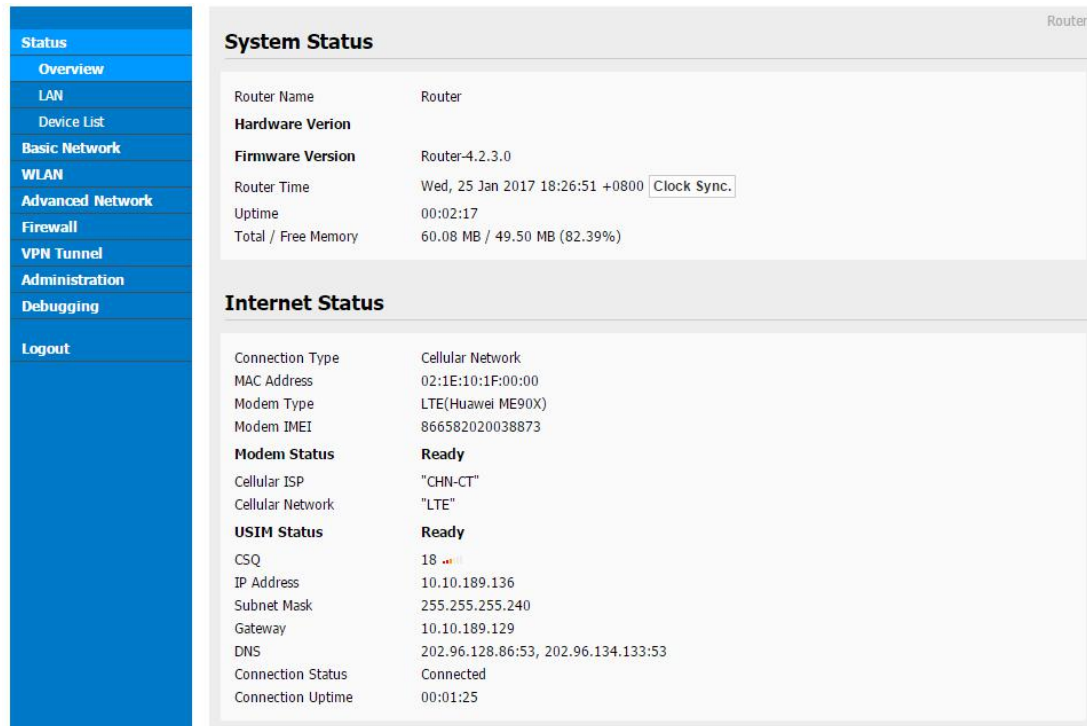 Router
Status
Overview
LAN
Device List
Basic Network
WLAN
Advanced Network
Firewall
VPN Tunnel
Administration
Debugging
Logout
System Status
Router Name Router
Hardware Verion
Firmware Version Router-4.2.3.0
Router Time Wed, 25 Jan 2017 18:26:51 +0800 Clock Sync.
Uptime 00:02:17
Total / Free Memory 60.08 MB / 49.50 MB (82.39%)
Internet Status
Connection Type Cellular Network
MAC Address 02:1E:10:1F:00:00
Modem Type LTE(Huawei ME90X)
Modem IMEI 866582020038873
Modem Status Ready
Cellular ISP "CHN-CT"
Cellular Network "LTE"
USIM Status Ready
CSQ 18
IP Address 10.10.189.136
Subnet Mask 255.255.255.240
Gateway 10.10.189.129
DNS 202.96.128.86:53, 202.96.134.133:53
Connection Status Connected
Connection Uptime 00:01:25